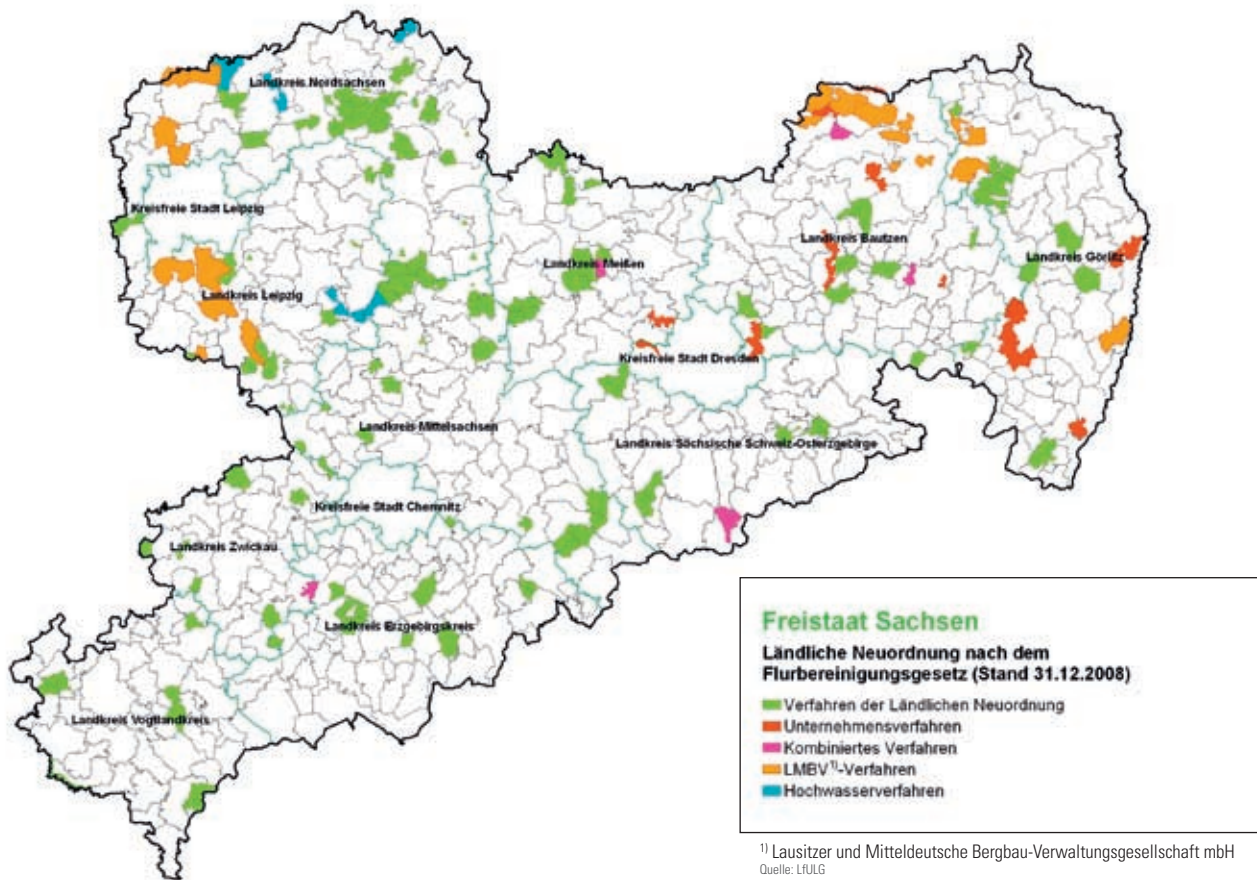 Landkreis Nordsachsen
Kreisfreie Stadt Leipzig
Landkreis Bautzen
Landkreis Meißen
Landkreis Görlitz
Landkreis Leipzig
Kreisfreie Stadt Dresden
Landkreis Mittelsachsen
Landkreis Sächsische Schweiz-Osterzgebirge
Kreisfreie Stadt Chemnitz
Landkreis Zwickau
Landkreis Erzgebirgskreis
Landkreis Vogtlandkreis
Freistaat Sachsen
Ländliche Neuordnung nach dem
Flurbereinigungsgesetz (Stand 31.12.2008)
Verfahren der Ländlichen Neuordnung
Unternehmensverfahren
Kombiniertes Verfahren
LMBV¹⁾-Verfahren
Hochwasserverfahren
¹⁾ Lausitzer und Mitteldeutsche Bergbau-Verwaltungsgesellschaft mbH
Quelle: LfULG